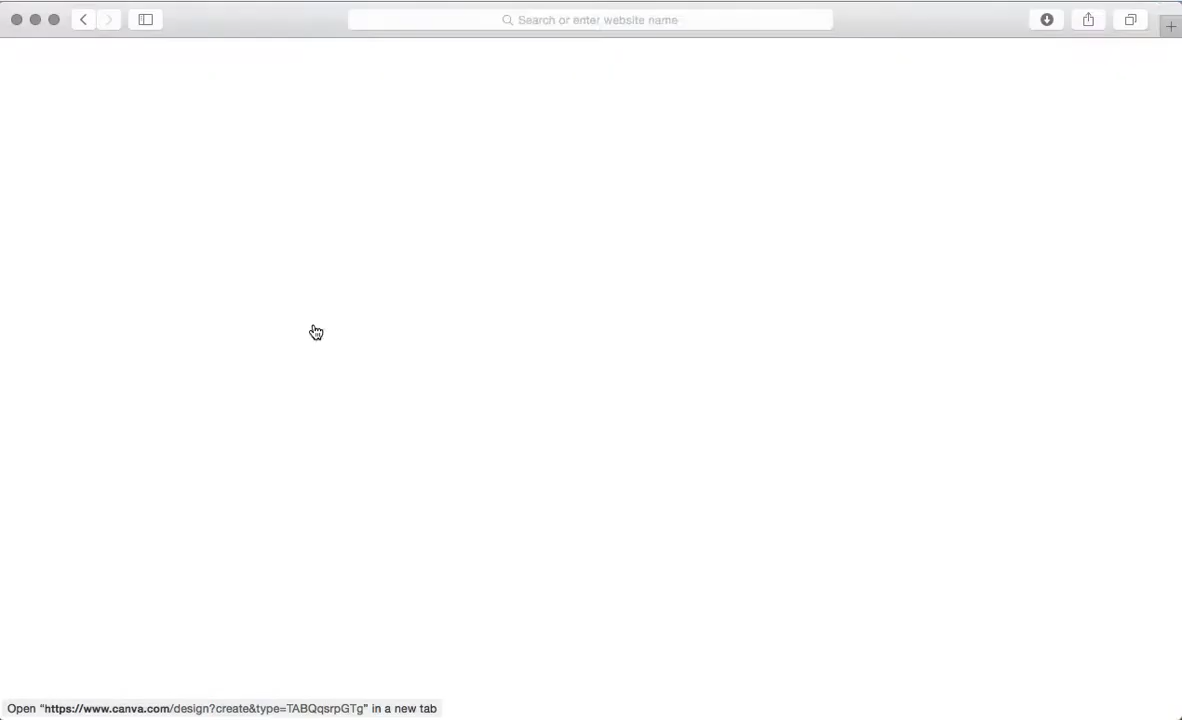 Search or enter website name
Open “https://www.canva.com/design?create&type=TABQqsrpGTg” in a new tab